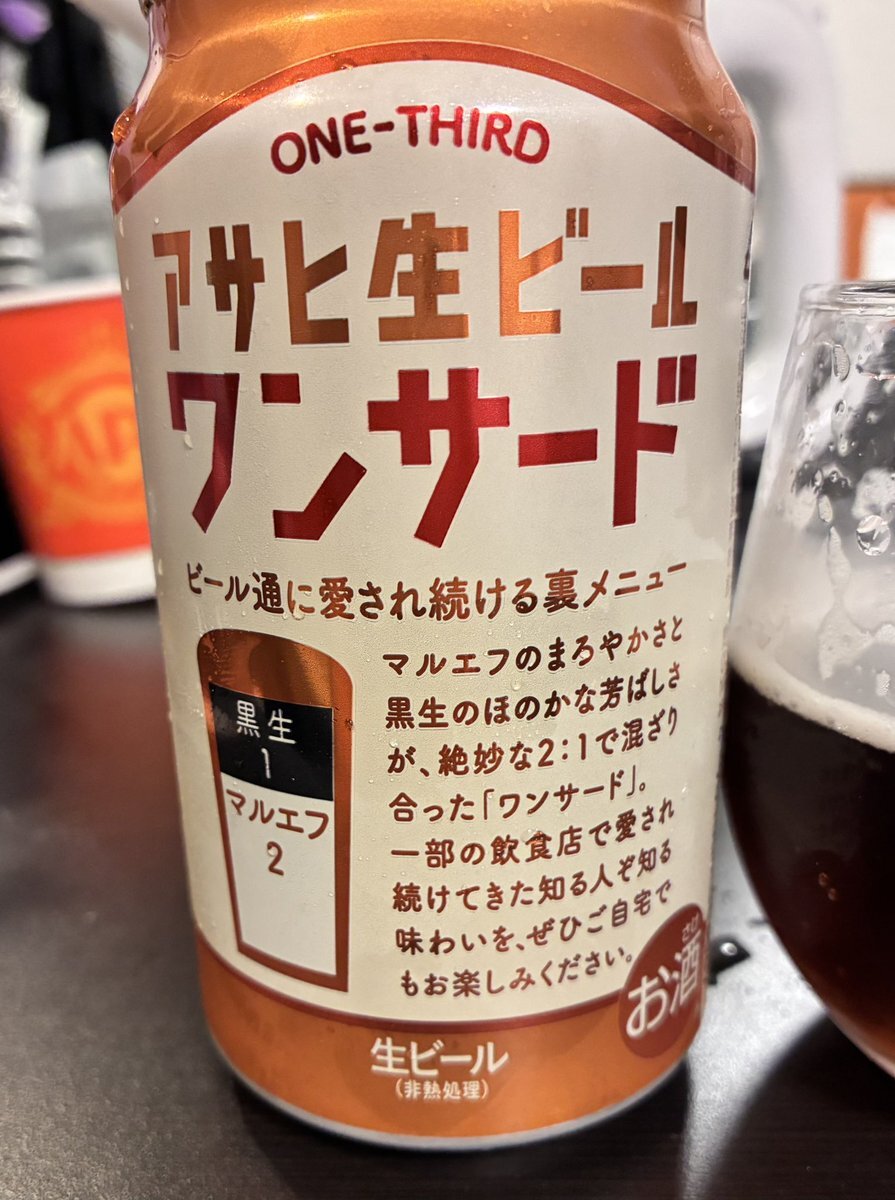 ONE-THIRD
アサヒ生ビール
ワンサード
ビール通に愛され続ける裏メニュー
黒生
1
マルエフ
2
マルエフのまろやかさと
黒生のほのかな芳ばしさ
が、絶妙な2:1で混ざり
合った「ワンサード」。
一部の飲食店で愛され
続けてきた知る人ぞ知る
味わいを、ぜひご自宅で
もお楽しみください。
さけ
お酒
生ビール
(非熱処理)